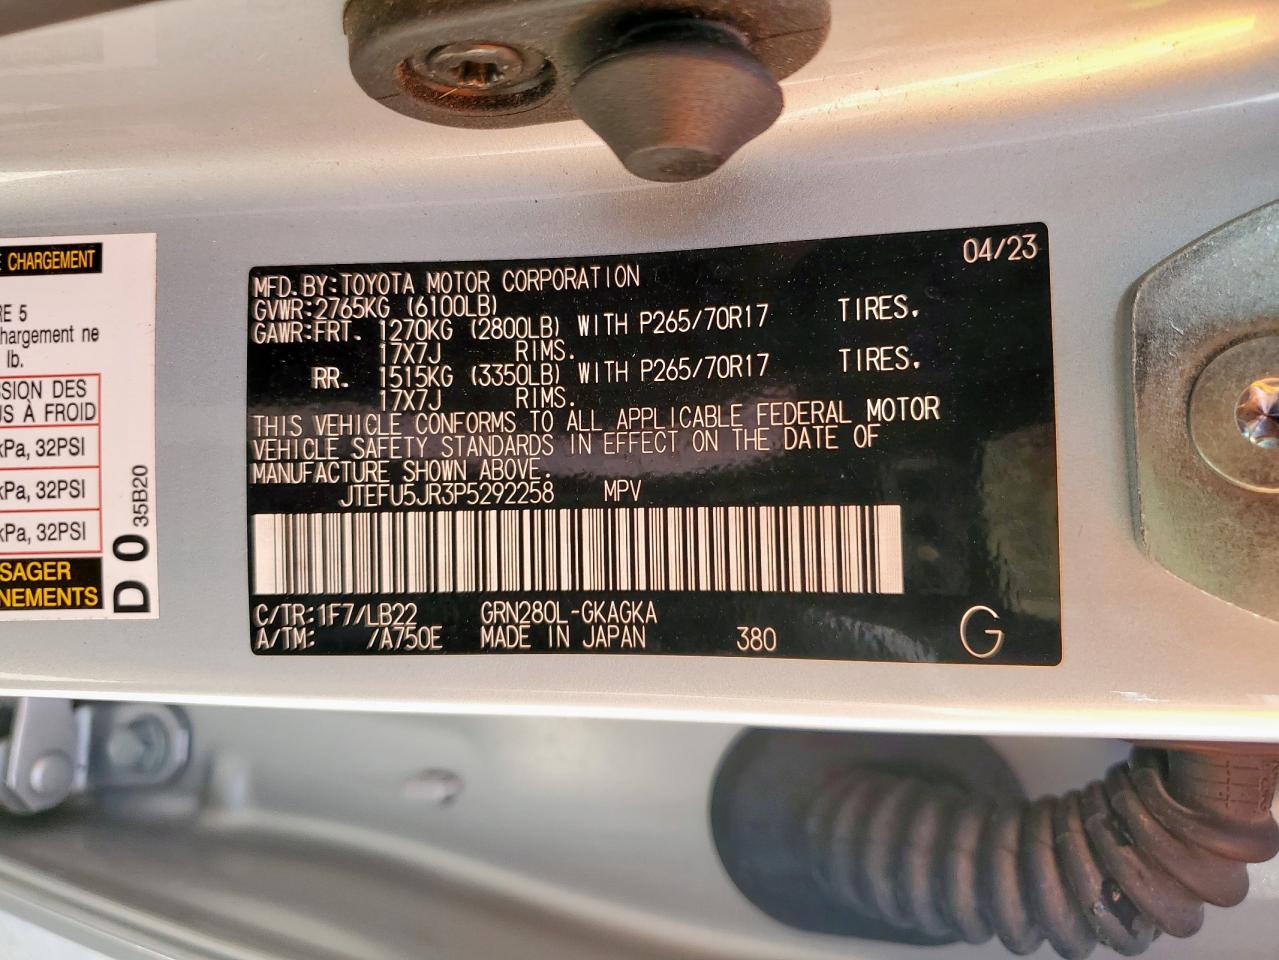 E CHARGEMENT
RE 5
hargement ne
lb.
SION DES
US À FROID
kPa, 32PSI
kPa, 32PSI
kPa, 32PSI
SAGER
NEMENTS
D 0 35B20
04/23
MFD. BY: TOYOTA MOTOR CORPORATION
GVWR: 2765KG (6100LB)
GAWR: FRT. 1270KG (2800LB) WITH P265/70R17 TIRES.
17X7J RIMS.
RR. 1515KG (3350LB) WITH P265/70R17 TIRES.
17X7J RIMS.
THIS VEHICLE CONFORMS TO ALL APPLICABLE FEDERAL MOTOR
VEHICLE SAFETY STANDARDS IN EFFECT ON THE DATE OF
MANUFACTURE SHOWN ABOVE.
JTEFU5JR3P5292258 MPV
C/TR: 1F7/LB22 GRN280L-GKAGKA
A/TM: /A750E MADE IN JAPAN 380
G